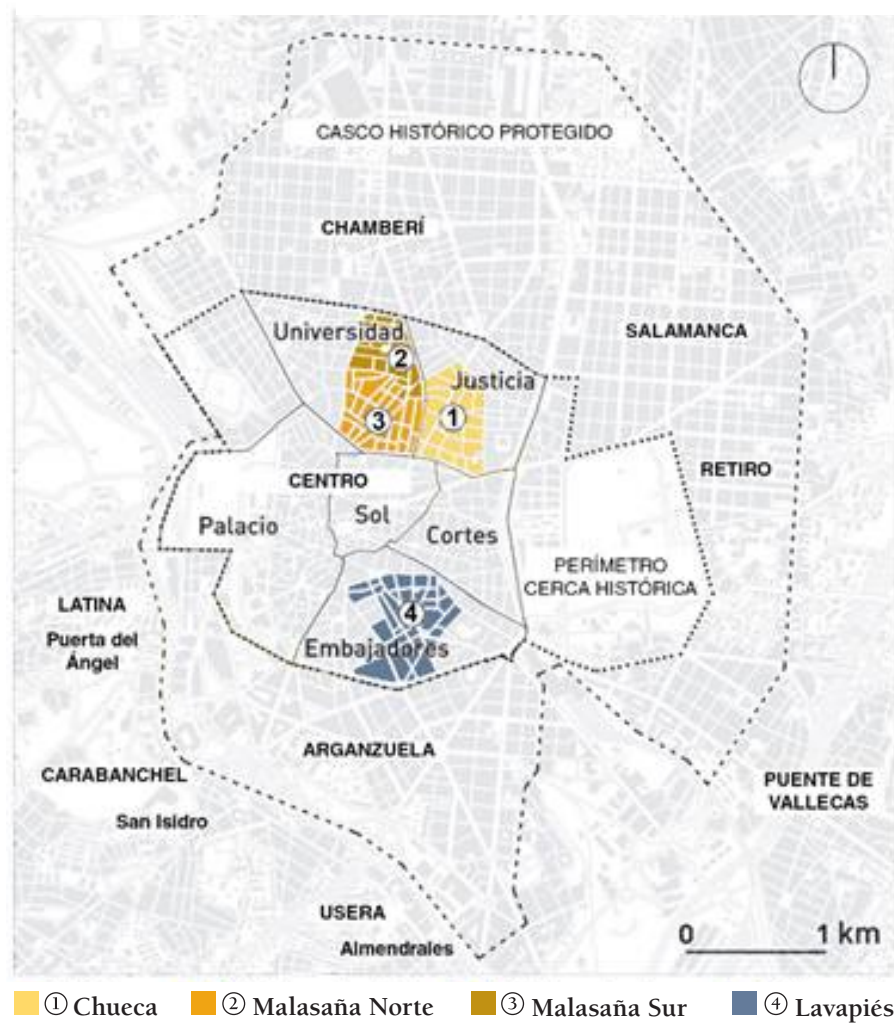 CASCO HISTÓRICO PROTEGIDO
CHAMBERÍ
Universidad
SALAMANCA
2
Justicia
3
1
CENTRO
RETIRO
Sol
Palacio
Cortes
PERÍMETRO
CERCA HISTÓRICA
LATINA
Puerta del
Ángel
4
Embajadores
ARGANZUELA
CARABANCHEL
PUENTE DE
VALLECAS
San Isidro
USERA
Almendrales
0 1 km
① Chueca ② Malasaña Norte ③ Malasaña Sur ④ Lavapiés